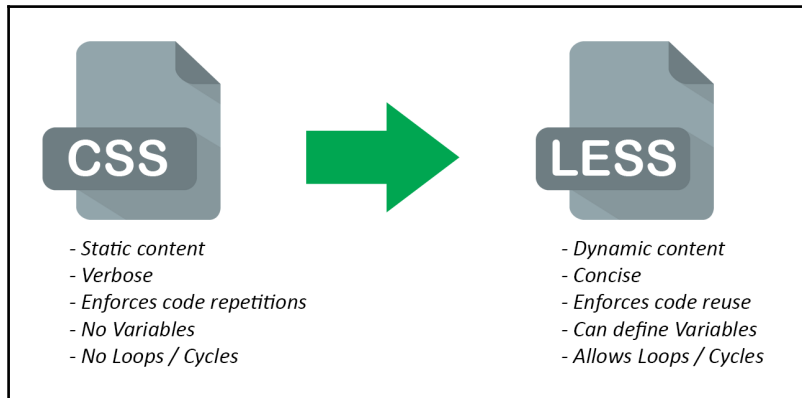 CSS
- Static content
- Verbose
- Enforces code repetitions
- No Variables
- No Loops / Cycles
LESS
- Dynamic content
- Concise
- Enforces code reuse
- Can define Variables
- Allows Loops / Cycles